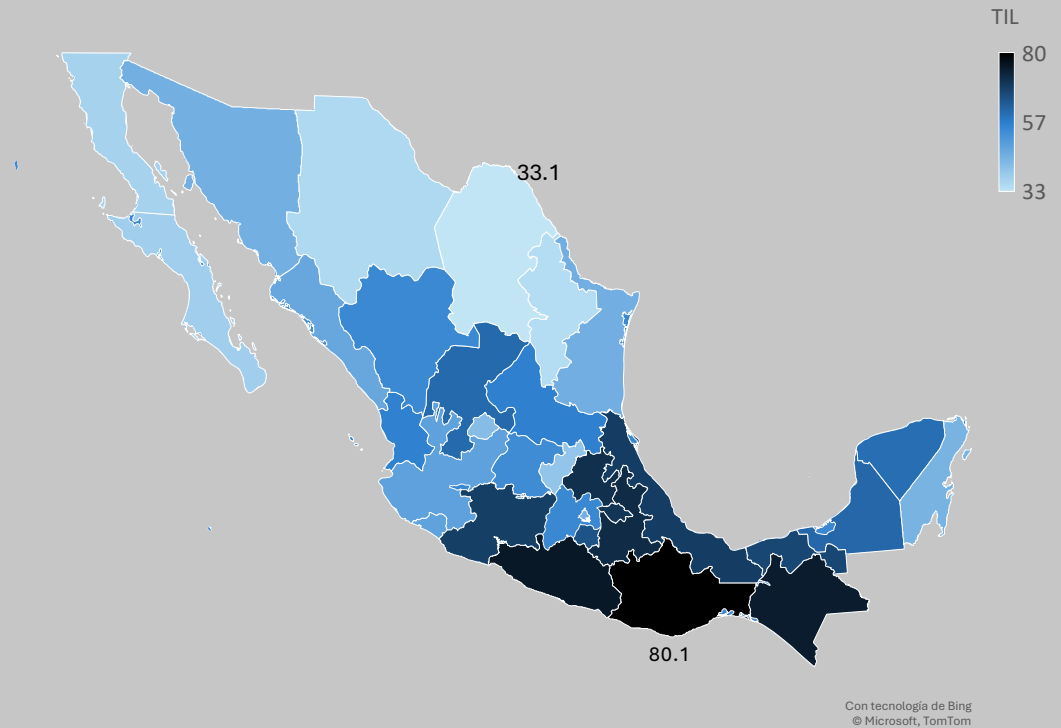 TIL
80
57
33
33.1
80.1
Con tecnología de Bing
© Microsoft, TomTom